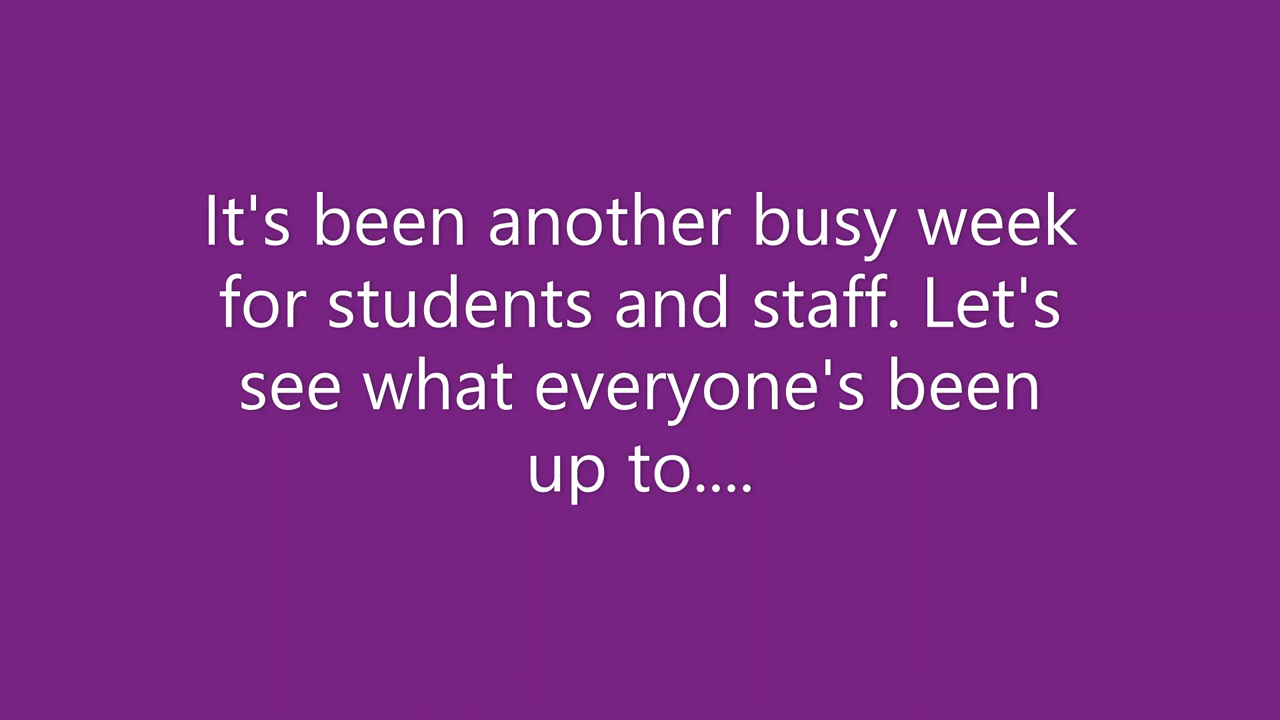 It's been another busy week
for students and staff. Let's
see what everyone's been
up to....